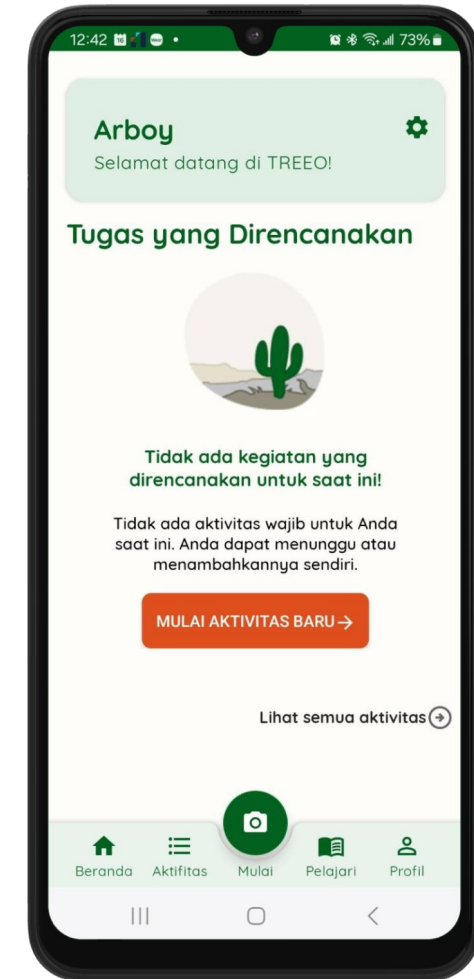 12:42
73%
Arboy
Selamat datang di TREEO!
Tugas yang Direncanakan
Tidak ada kegiatan yang
direncanakan untuk saat ini!
Tidak ada aktivitas wajib untuk Anda
saat ini. Anda dapat menunggu atau
menambahkannya sendiri.
MULAI AKTIVITAS BARU
Lihat semua aktivitas
Beranda Aktifitas Mulai Pelajari Profil